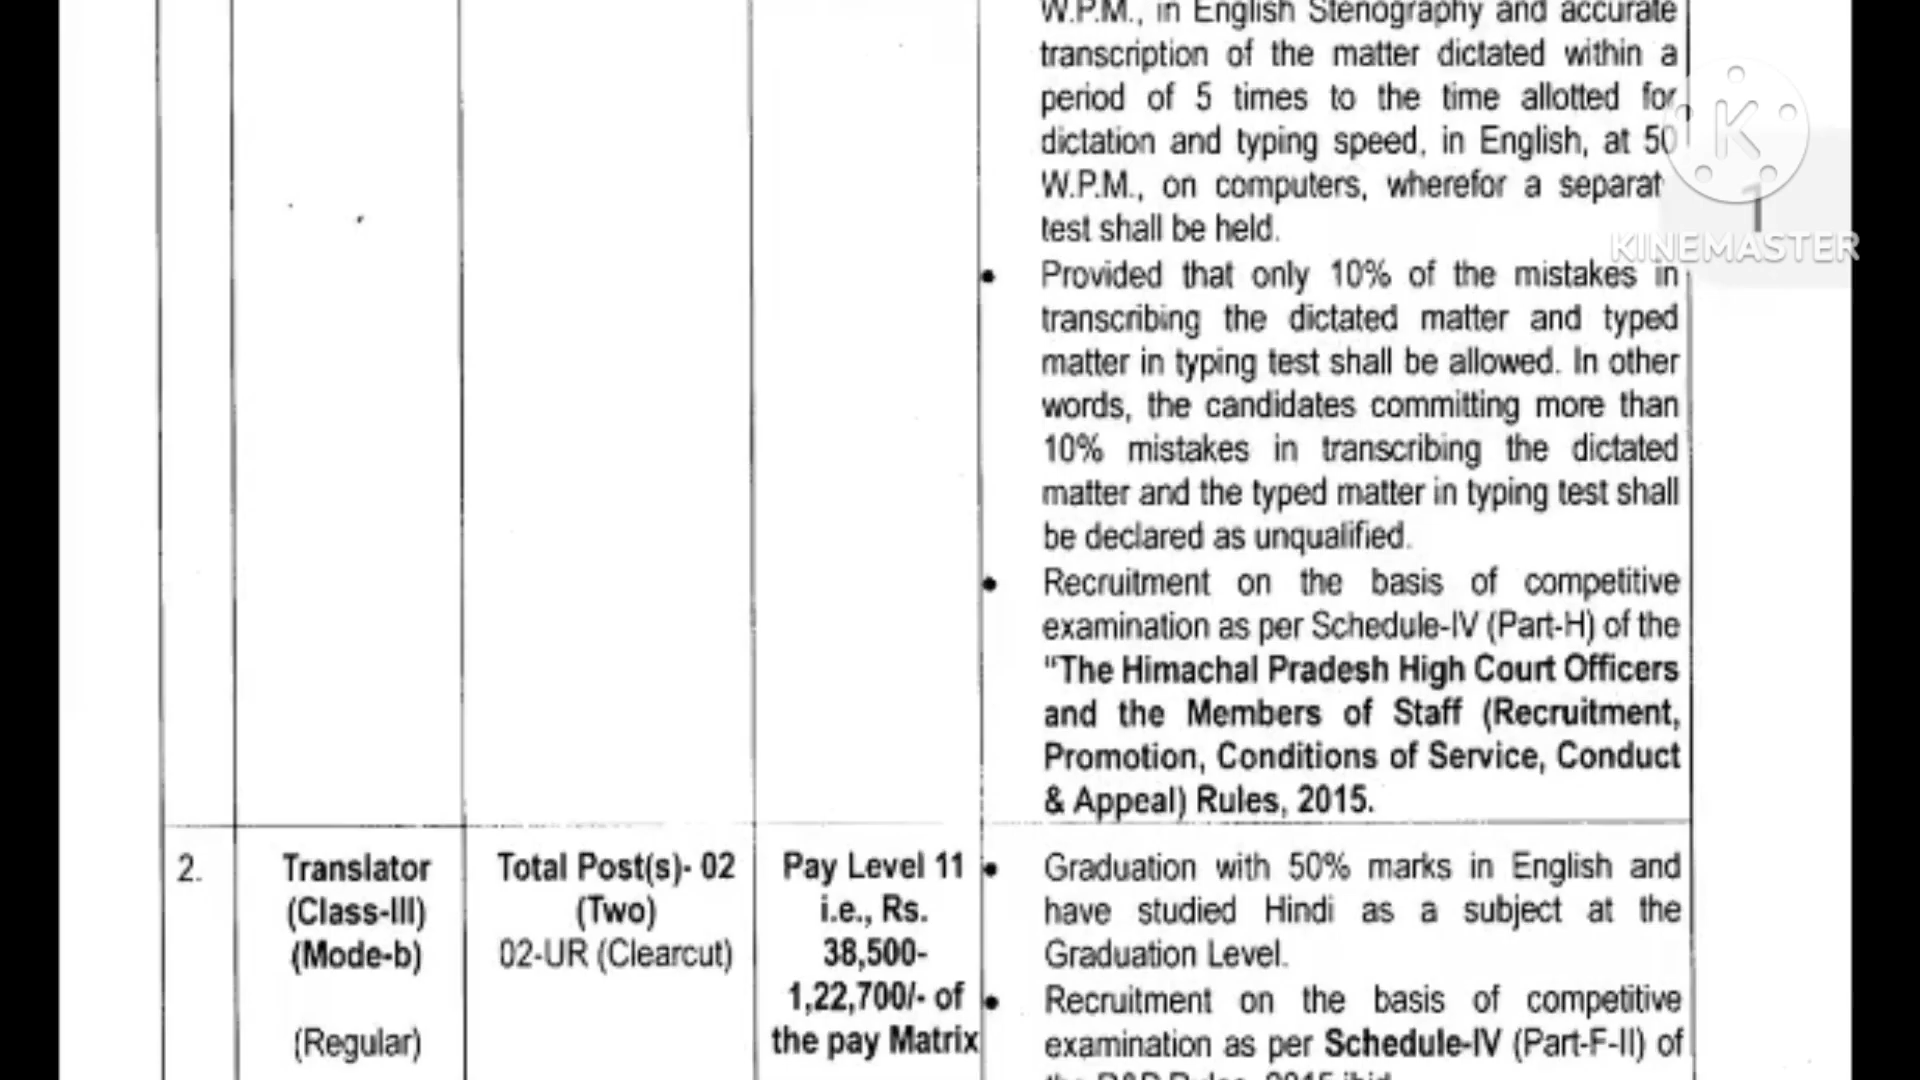 W.P.M., in English Stenography and accurate
transcription of the matter dictated within a
period of 5 times to the time allotted for
dictation and typing speed, in English, at 50
W.P.M., on computers, wherefor a separat
test shall be held.
• Provided that only 10% of the mistakes in
transcribing the dictated matter and typed
matter in typing test shall be allowed. In other
words, the candidates committing more than
10% mistakes in transcribing the dictated
matter and the typed matter in typing test shall
be declared as unqualified.
• Recruitment on the basis of competitive
examination as per Schedule-IV (Part-H) of the
"The Himachal Pradesh High Court Officers
and the Members of Staff (Recruitment,
Promotion, Conditions of Service, Conduct
& Appeal) Rules, 2015.
2.
Translator
(Class-III)
(Mode-b)
(Regular)
Total Post(s)- 02
(Two)
02-UR (Clearcut)
Pay Level 11
i.e., Rs.
38,500-
1,22,700/- of
the pay Matrix
• Graduation with 50% marks in English and
have studied Hindi as a subject at the
Graduation Level.
• Recruitment on the basis of competitive
examination as per Schedule-IV (Part-F-II) of
K
1
KINEMASTER